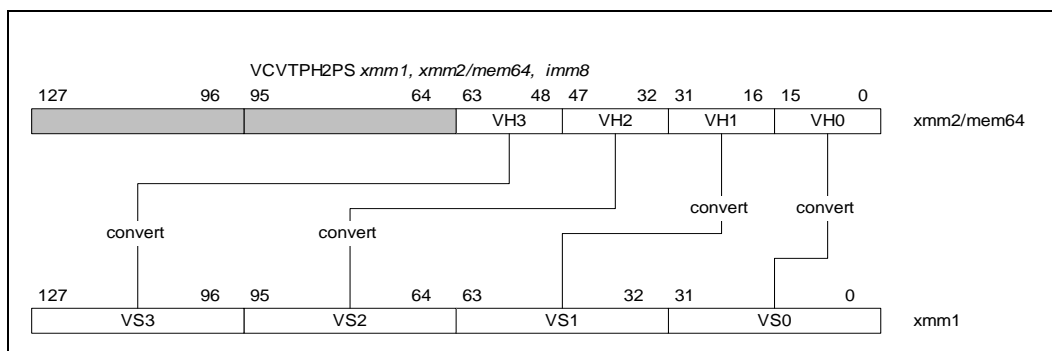 VCVTPH2PS xmm1, xmm2/mem64, imm8
127 96 95 64 63 48 47 32 31 16 15 0
VH3 VH2 VH1 VH0 xmm2/mem64
convert convert
convert convert
127 96 95 64 63 32 31 0
VS3 VS2 VS1 VS0 xmm1